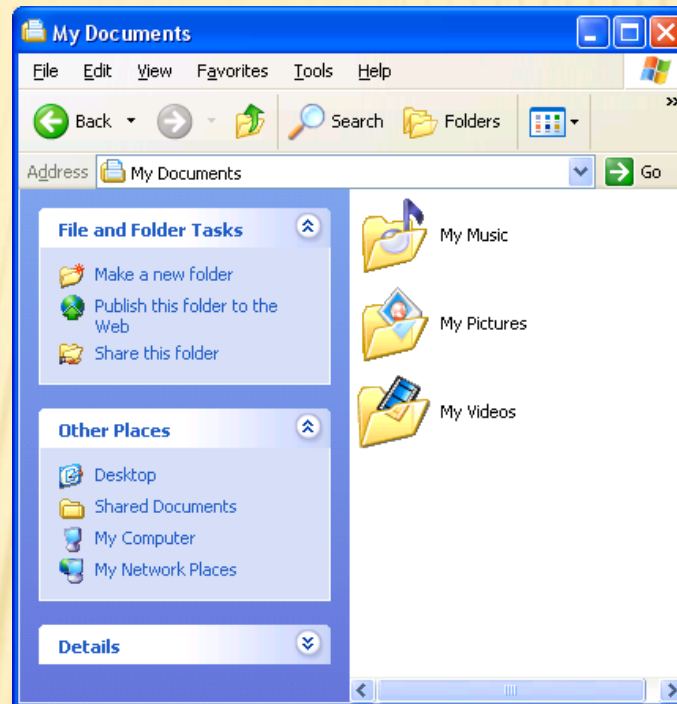 My Documents
File Edit View Favorites Tools Help
Back Search Folders »
Address My Documents Go
File and Folder Tasks
Make a new folder
Publish this folder to the
Web
Share this folder
Other Places
Desktop
Shared Documents
My Computer
My Network Places
Details
My Music
My Pictures
My Videos